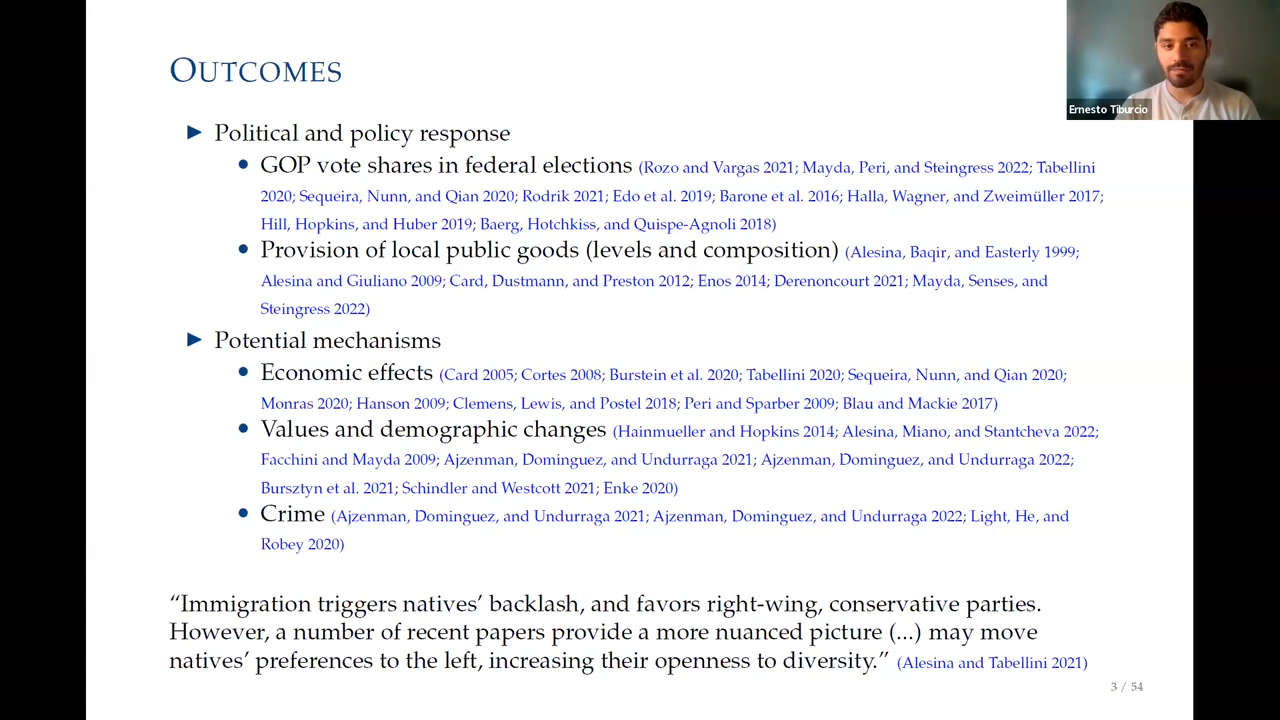 OUTCOMES
Ernesto Tiburcio
▶ Political and policy response
• GOP vote shares in federal elections (Rozo and Vargas 2021; Mayda, Peri, and Steingress 2022; Tabellini
2020; Sequeira, Nunn, and Qian 2020; Rodrik 2021; Edo et al. 2019; Barone et al. 2016; Halla, Wagner, and Zweimüller 2017;
Hill, Hopkins, and Huber 2019; Baerg, Hotchkiss, and Quispe-Agnoli 2018)
• Provision of local public goods (levels and composition) (Alesina, Baqir, and Easterly 1999;
Alesina and Giuliano 2009; Card, Dustmann, and Preston 2012; Enos 2014; Derenoncourt 2021; Mayda, Senses, and
Steingress 2022)
▶ Potential mechanisms
• Economic effects (Card 2005; Cortes 2008; Burstein et al. 2020; Tabellini 2020; Sequeira, Nunn, and Qian 2020;
Monras 2020; Hanson 2009; Clemens, Lewis, and Postel 2018; Peri and Sparber 2009; Blau and Mackie 2017)
• Values and demographic changes (Hainmueller and Hopkins 2014; Alesina, Miano, and Stantcheva 2022;
Facchini and Mayda 2009; Ajzenman, Dominguez, and Undurraga 2021; Ajzenman, Dominguez, and Undurraga 2022;
Bursztyn et al. 2021; Schindler and Westcott 2021; Enke 2020)
• Crime (Ajzenman, Dominguez, and Undurraga 2021; Ajzenman, Dominguez, and Undurraga 2022; Light, He, and
Robey 2020)
“Immigration triggers natives’ backlash, and favors right-wing, conservative parties.
However, a number of recent papers provide a more nuanced picture (...) may move
natives’ preferences to the left, increasing their openness to diversity.” (Alesina and Tabellini 2021)
3 / 54